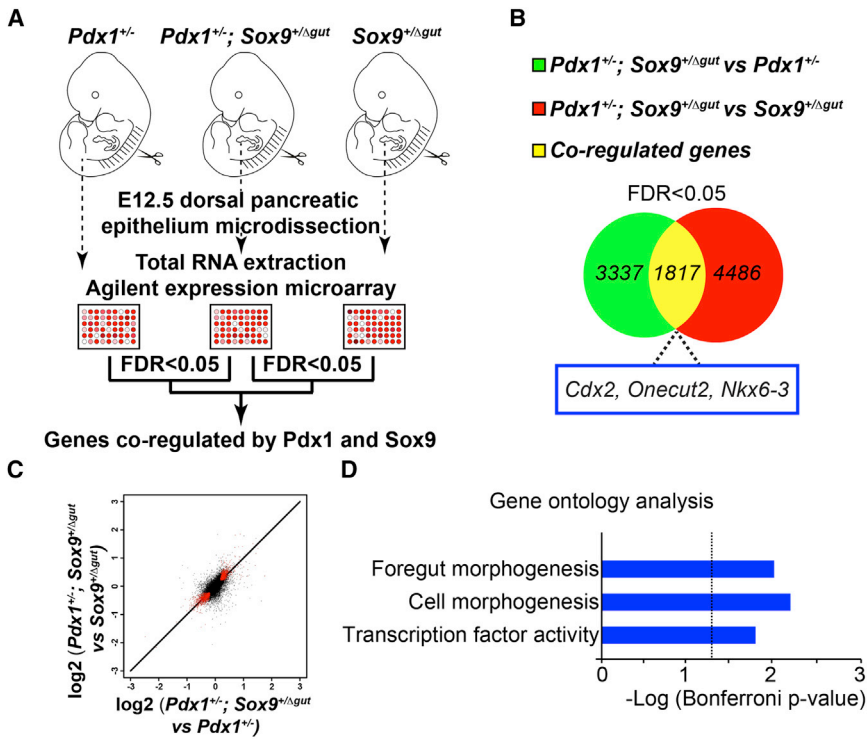 A
Pdx1+/-
Pdx1+/-; Sox9+/Δgut
Sox9+/Δgut
E12.5 dorsal pancreatic
epithelium microdissection
Total RNA extraction
Agilent expression microarray
FDR<0.05
FDR<0.05
Genes co-regulated by Pdx1 and Sox9
B
Pdx1+/-; Sox9+/Δgut vs Pdx1+/-
Pdx1+/-; Sox9+/Δgut vs Sox9+/Δgut
Co-regulated genes
FDR<0.05
3337 1817 4486
Cdx2, Onecut2, Nkx6-3
C
log2 (Pdx1+/-; Sox9+/Δgut
vs Sox9+/Δgut)
3
2
1
0
-1
-2
-3
-3 -2 -1 0 1 2 3
log2 (Pdx1+/-; Sox9+/Δgut
vs Pdx1+/-)
D
Gene ontology analysis
Foregut morphogenesis
Cell morphogenesis
Transcription factor activity
0 1 2 3
-Log (Bonferroni p-value)